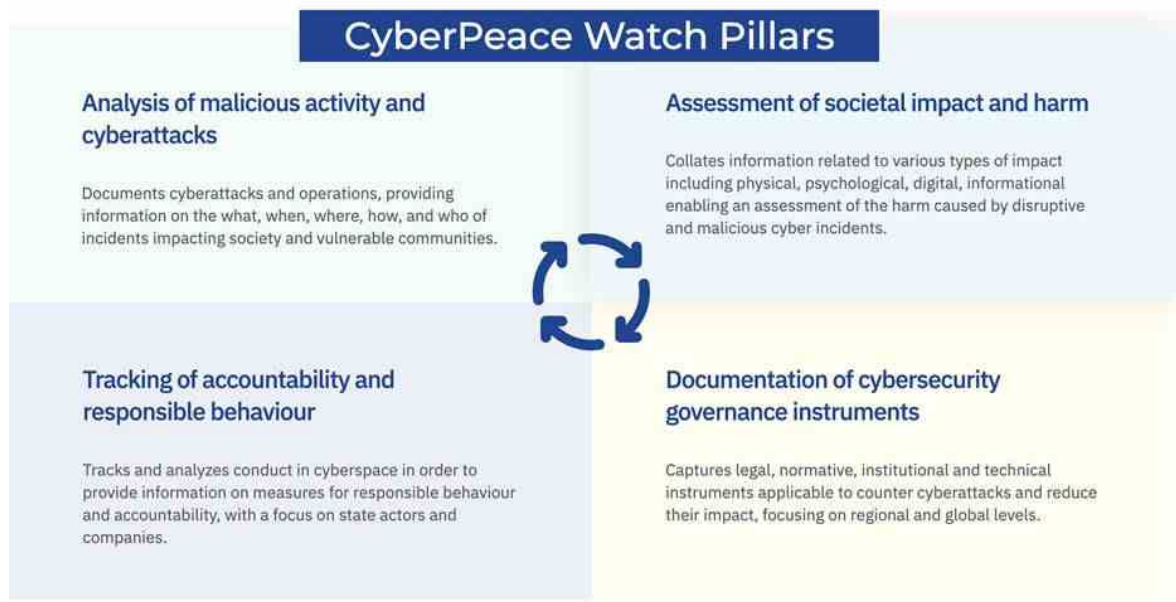 CyberPeace Watch Pillars
Analysis of malicious activity and
cyberattacks
Documents cyberattacks and operations, providing
information on the what, when, where, how, and who of
incidents impacting society and vulnerable communities.
Assessment of societal impact and harm
Collates information related to various types of impact
including physical, psychological, digital, informational
enabling an assessment of the harm caused by disruptive
and malicious cyber incidents.
Tracking of accountability and
responsible behaviour
Tracks and analyzes conduct in cyberspace in order to
provide information on measures for responsible behaviour
and accountability, with a focus on state actors and
companies.
Documentation of cybersecurity
governance instruments
Captures legal, normative, institutional and technical
instruments applicable to counter cyberattacks and reduce
their impact, focusing on regional and global levels.